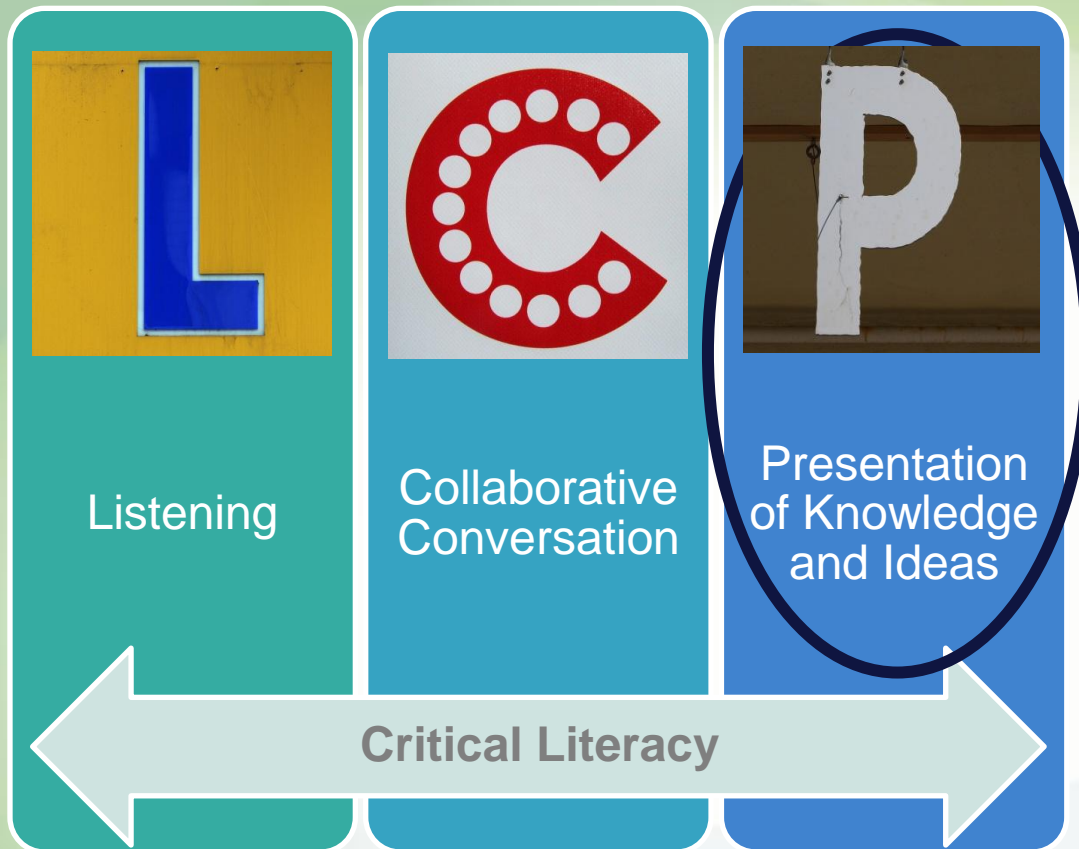 L
C
P
Listening
Collaborative
Conversation
Presentation
of Knowledge
and Ideas
Critical Literacy